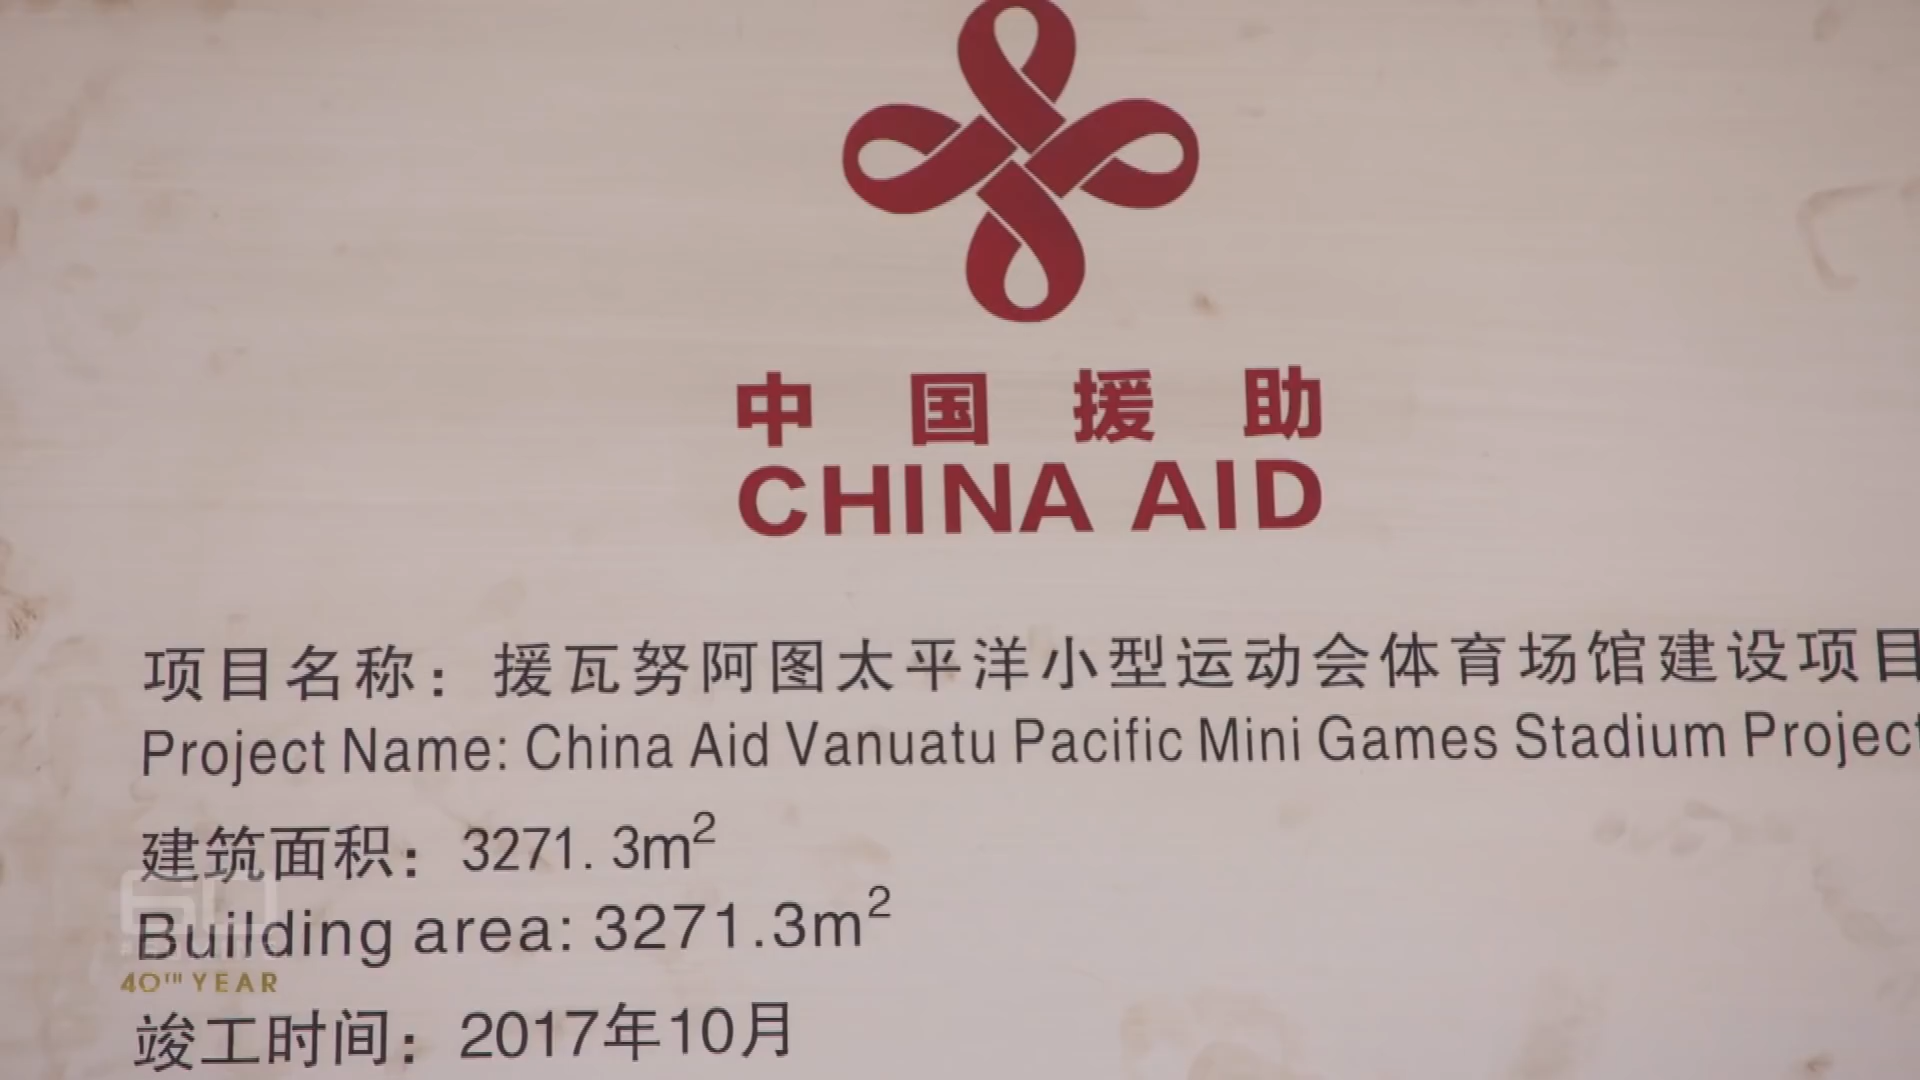 中国援助
CHINA AID
项目名称：援瓦努阿图太平洋小型运动会体育场馆建设项目
Project Name: China Aid Vanuatu Pacific Mini Games Stadium Project
建筑面积：3271.3m²
Building area: 3271.3m²
60
40TH YEAR
竣工时间：2017年10月